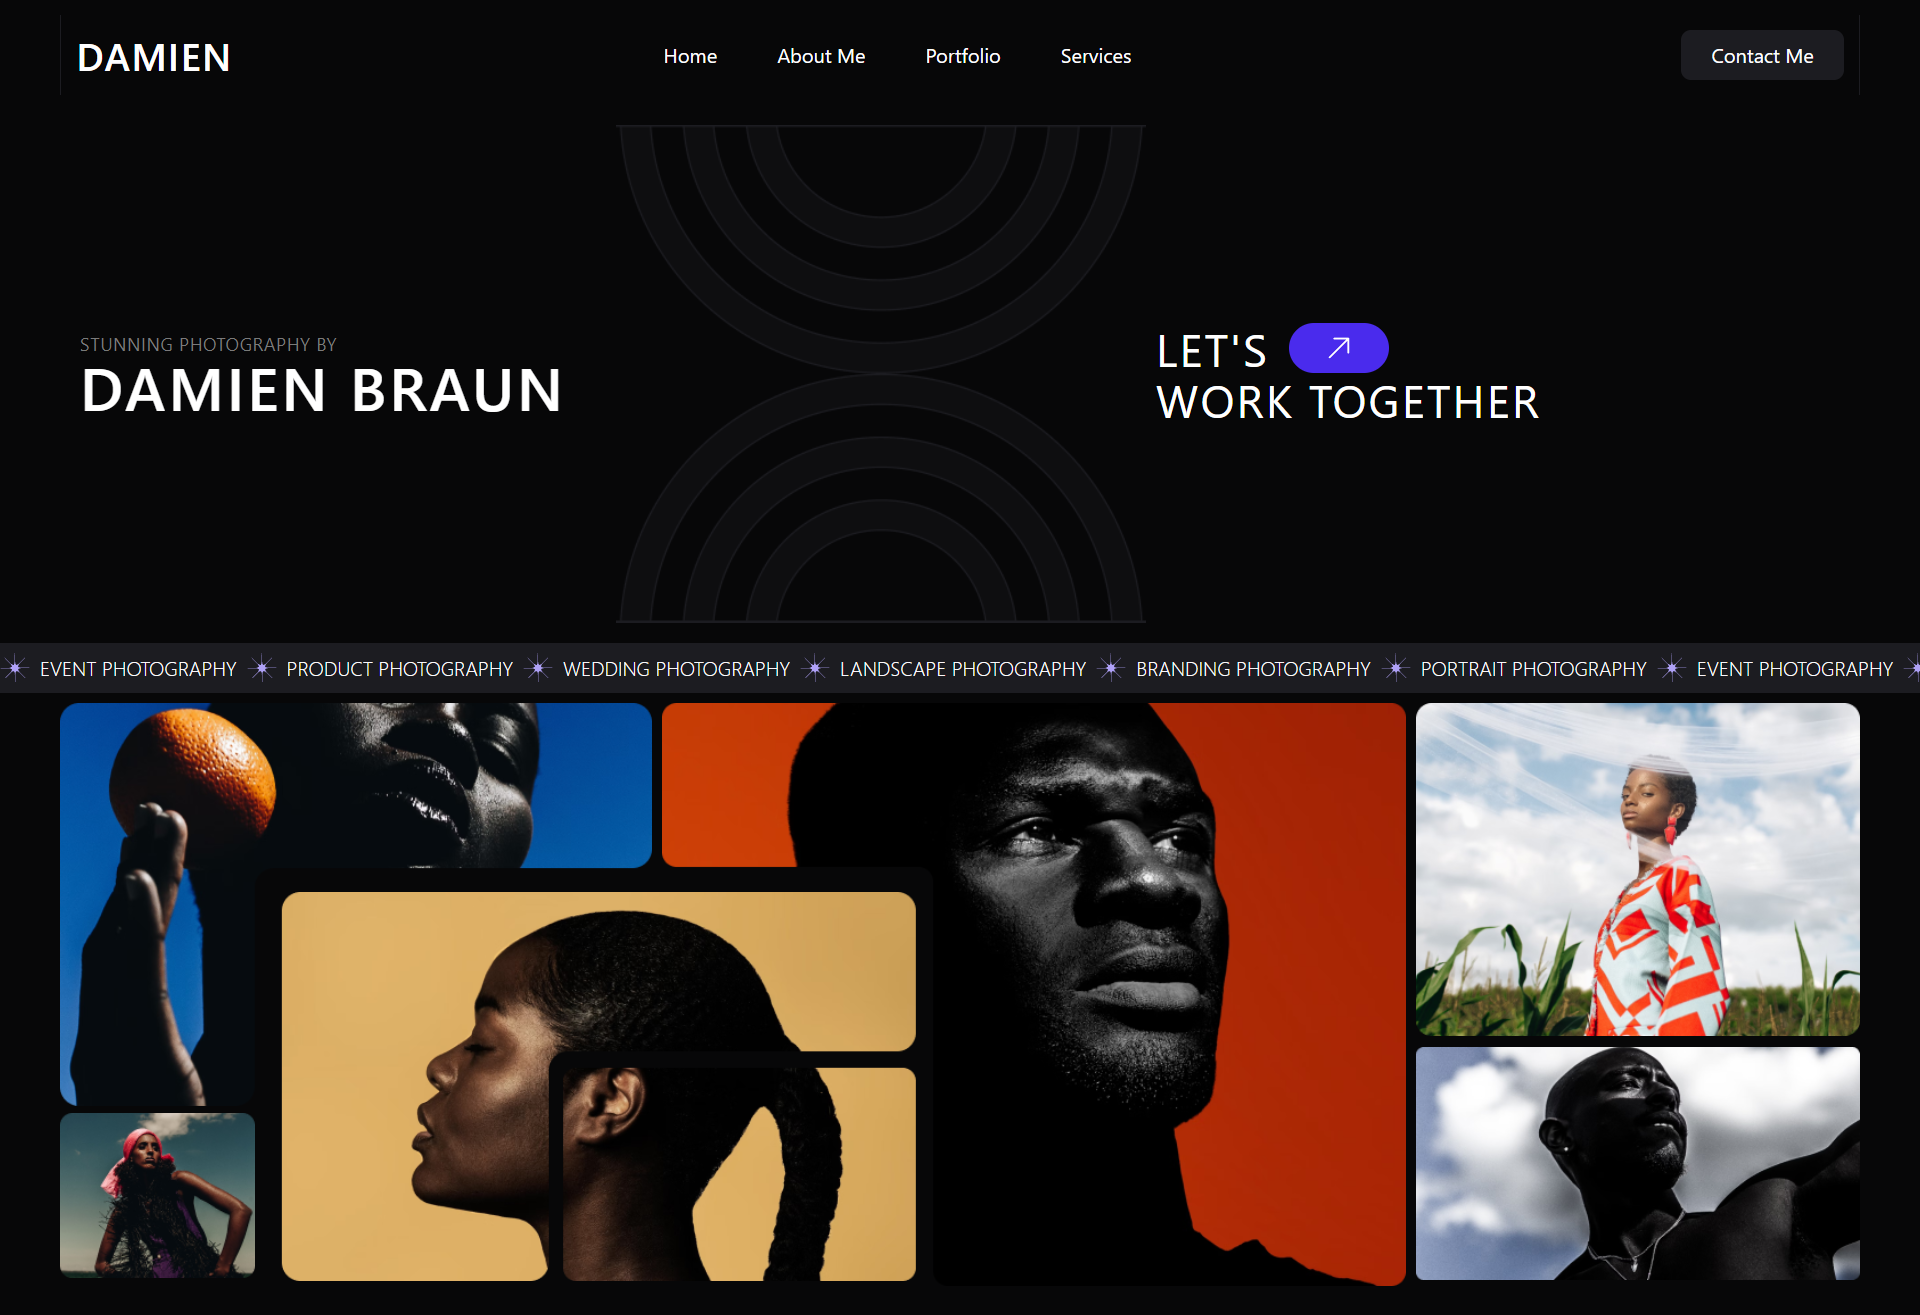 DAMIEN
Home
About Me
Portfolio
Services
Contact Me
STUNNING PHOTOGRAPHY BY
DAMIEN BRAUN
LET'S
WORK TOGETHER
EVENT PHOTOGRAPHY PRODUCT PHOTOGRAPHY WEDDING PHOTOGRAPHY LANDSCAPE PHOTOGRAPHY BRANDING PHOTOGRAPHY PORTRAIT PHOTOGRAPHY EVENT PHOTOGRAPHY